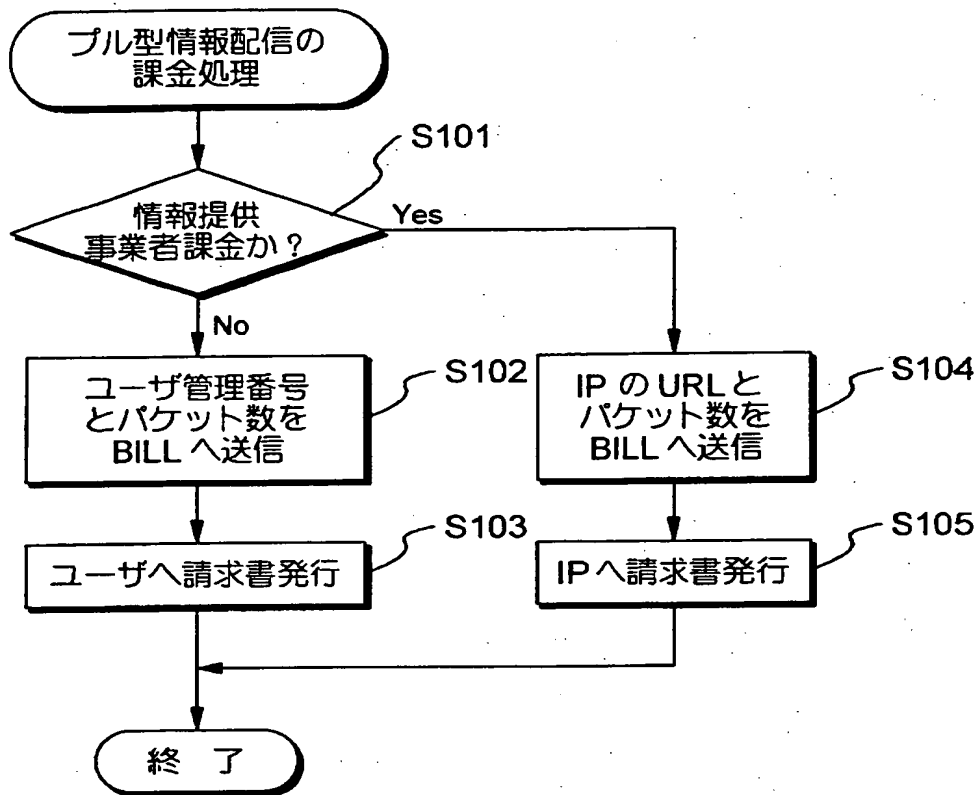 プル型情報配信の
課金処理
S101
情報提供
事業者課金か？
Yes
No
ユーザ管理番号
とパケット数を
BILLへ送信
S102
IPのURLと
パケット数を
BILLへ送信
S104
ユーザへ請求書発行
S103
IPへ請求書発行
S105
終 了